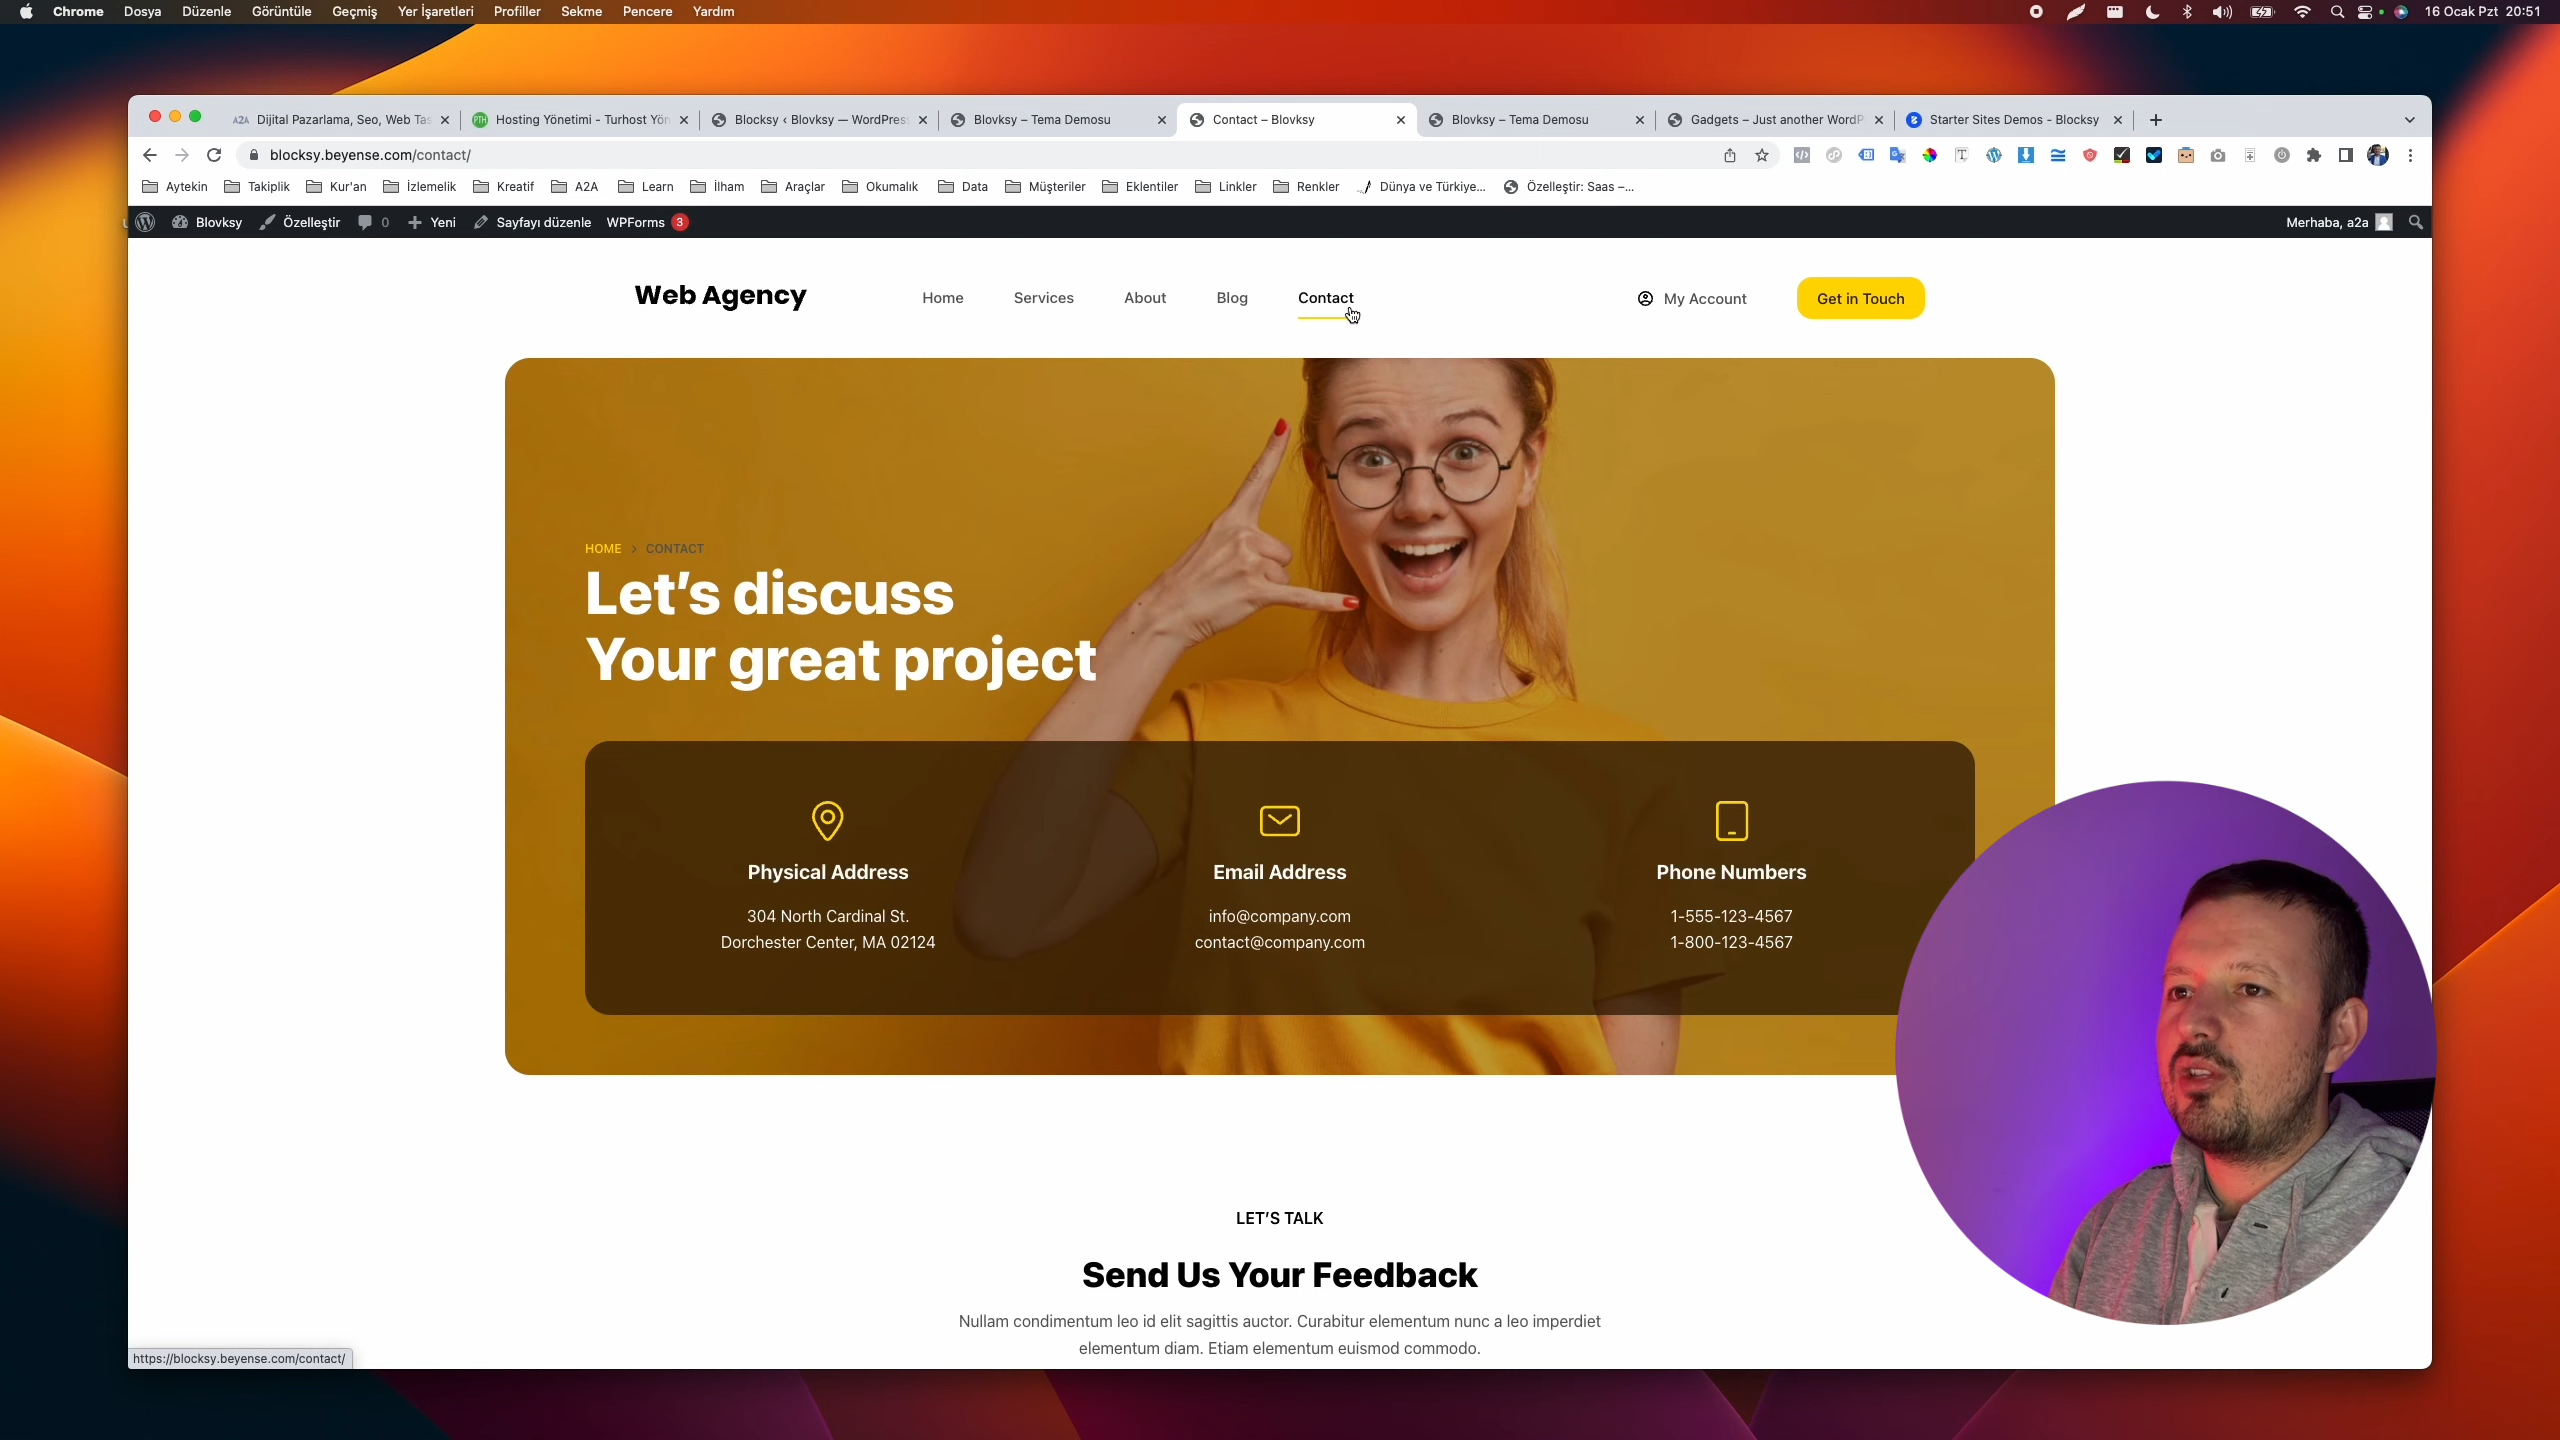 Chrome Dosya Düzenle Görüntüle Geçmiş Yer İşaretleri Profiller Sekme Pencere Yardım 16 Ocak Pzt 20:51
A2A Dijital Pazarlama, Seo, Web Tas PTH Hosting Yönetimi - Turhost Yön Blocksy ‹ Blovksy — WordPress Blovksy – Tema Demosu Contact – Blovksy Blovksy – Tema Demosu Gadgets – Just another WordP Starter Sites Demos - Blocksy
blocksy.beyense.com/contact/
Aytekin Takiplik Kur'an İzlemelik Kreatif A2A Learn İlham Araçlar Okumalık Data Müşteriler Eklentiler Linkler Renkler Dünya ve Türkiye... Özelleştir: Saas –...
Blovksy Özelleştir 0 Yeni Sayfayı düzenle WPForms 3 Merhaba, a2a
Web Agency Home Services About Blog Contact My Account Get in Touch
HOME > CONTACT
Let’s discuss
Your great project
Physical Address Email Address Phone Numbers
304 North Cardinal St. info@company.com 1-555-123-4567
Dorchester Center, MA 02124 contact@company.com 1-800-123-4567
LET’S TALK
Send Us Your Feedback
Nullam condimentum leo id elit sagittis auctor. Curabitur elementum nunc a leo imperdiet
elementum diam. Etiam elementum euismod commodo.
https://blocksy.beyense.com/contact/